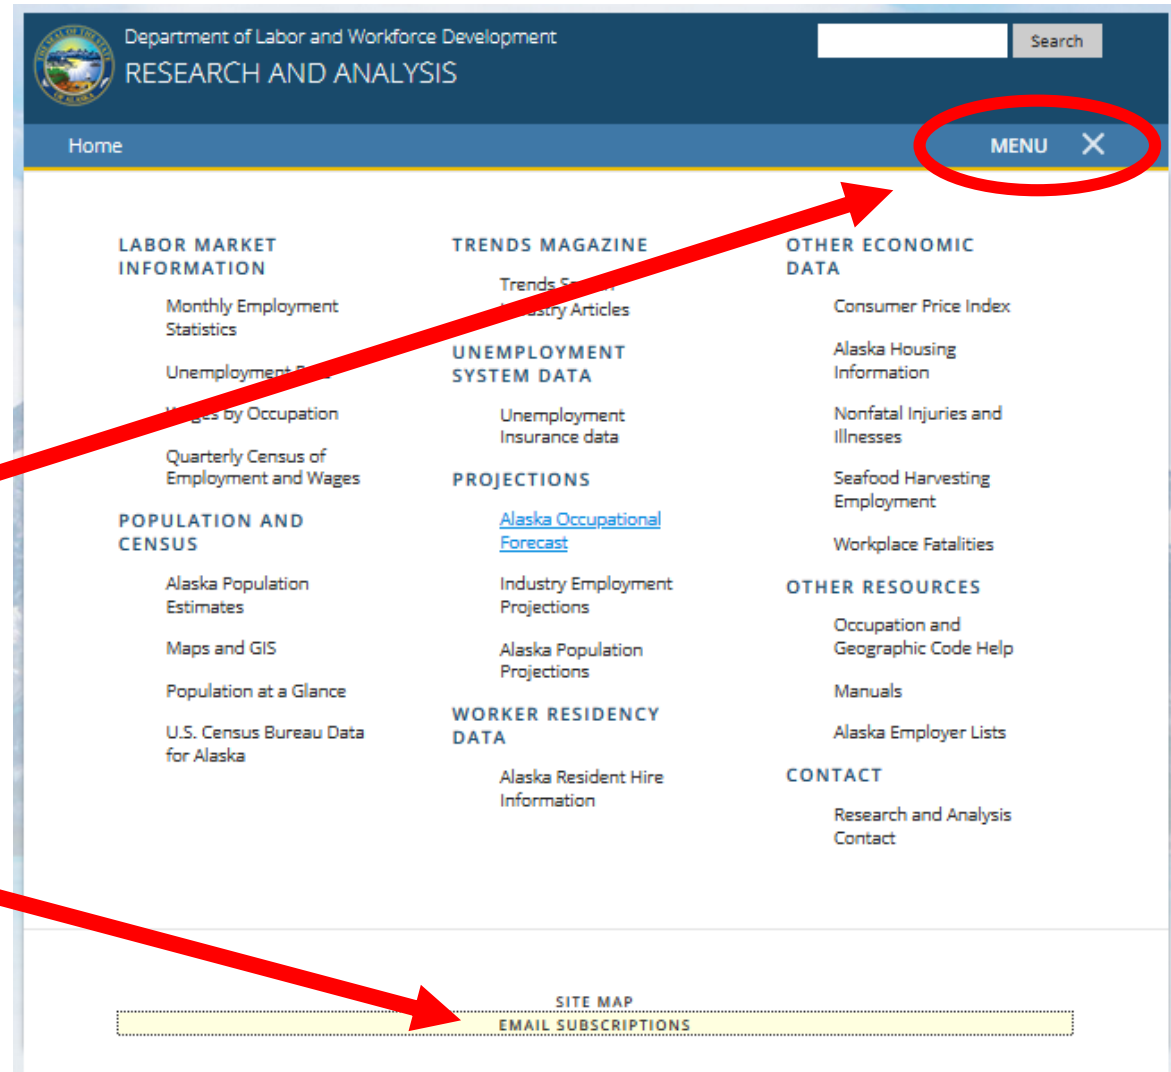 Department of Labor and Workforce Development
RESEARCH AND ANALYSIS
Search
Home
MENU
LABOR MARKET
INFORMATION
Monthly Employment
Statistics
Unemployment
by Occupation
Quarterly Census of
Employment and Wages
POPULATION AND
CENSUS
Alaska Population
Estimates
Maps and GIS
Population at a Glance
U.S. Census Bureau Data
for Alaska
TRENDS MAGAZINE
Trends
Articles
UNEMPLOYMENT
SYSTEM DATA
Unemployment
Insurance data
PROJECTIONS
Alaska Occupational
Forecast
Industry Employment
Projections
Alaska Population
Projections
WORKER RESIDENCY
DATA
Alaska Resident Hire
Information
OTHER ECONOMIC
DATA
Consumer Price Index
Alaska Housing
Information
Nonfatal Injuries and
Illnesses
Seafood Harvesting
Employment
Workplace Fatalities
OTHER RESOURCES
Occupation and
Geographic Code Help
Manuals
Alaska Employer Lists
CONTACT
Research and Analysis
Contact
SITE MAP
EMAIL SUBSCRIPTIONS